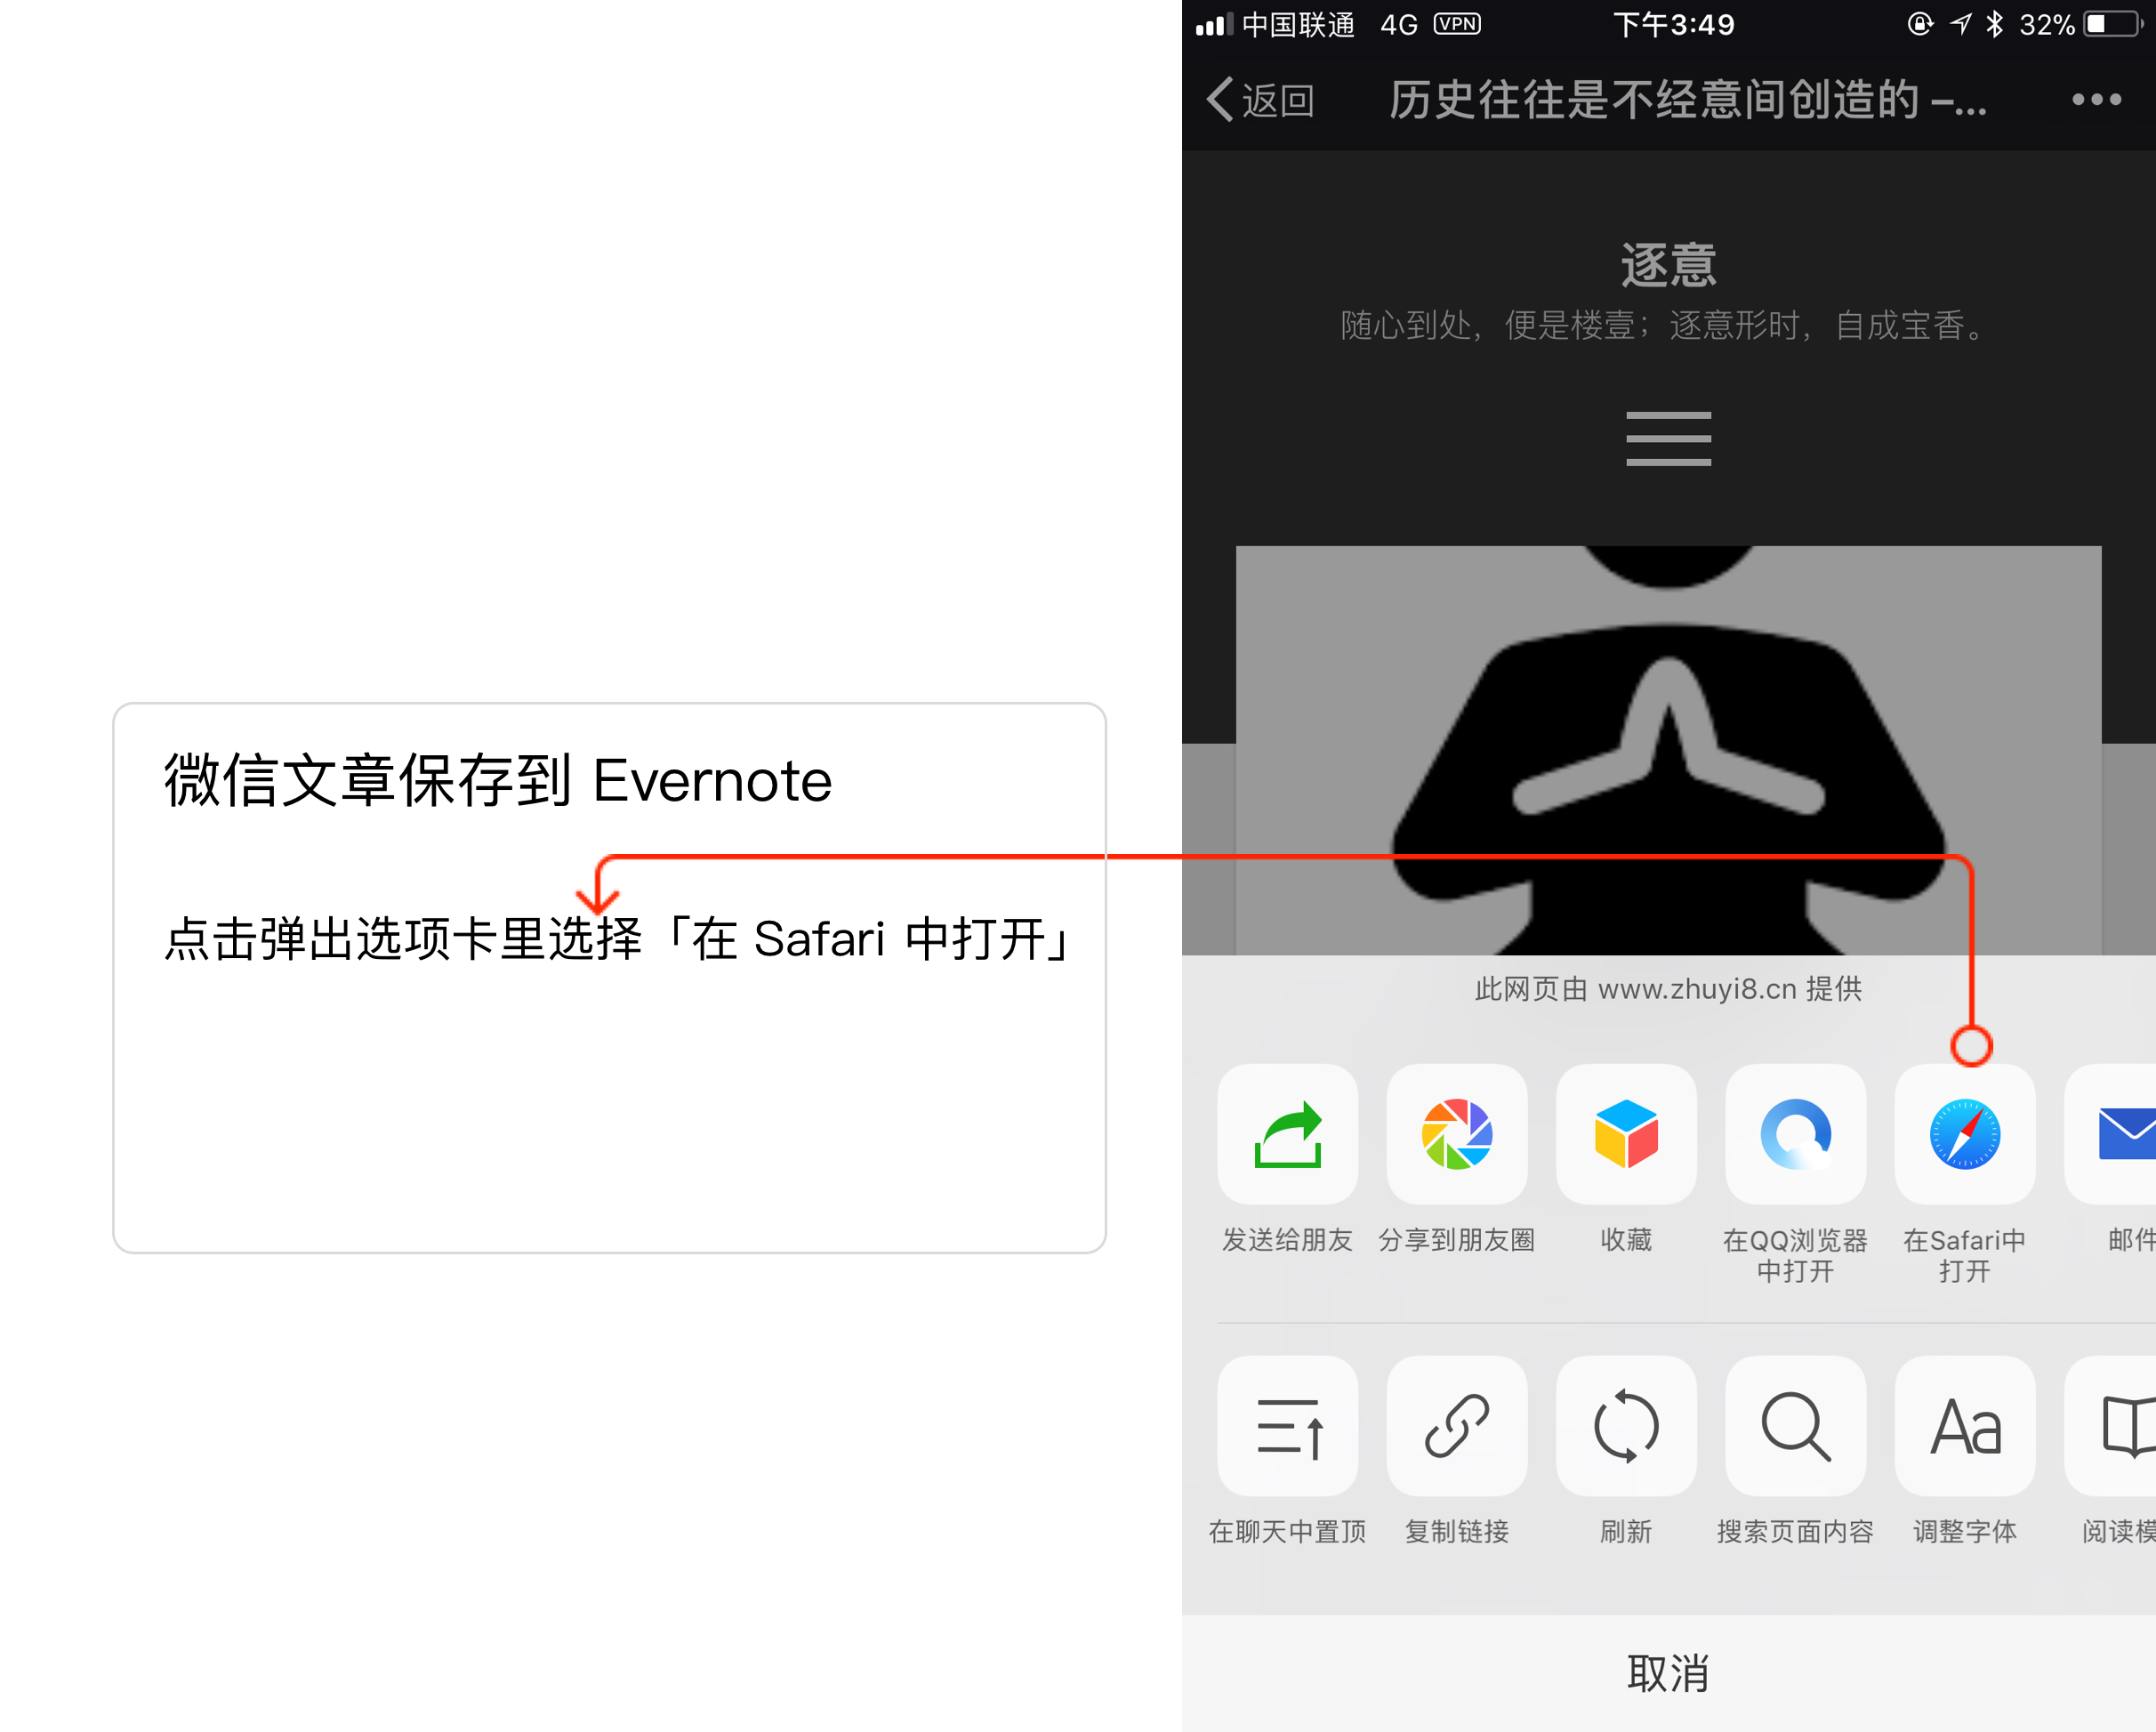 微信文章保存到 Evernote
点击弹出选项卡里选择「在 Safari 中打开」
中国联通 4G VPN 下午3:49 32%
返回 历史往往是不经意间创造的 –...
逐意
随心到处，便是楼壹；逐意形时，自成宝香。
此网页由 www.zhuyi8.cn 提供
发送给朋友 分享到朋友圈 收藏 在QQ浏览器 在Safari中 邮件
中打开 打开
Aa
在聊天中置顶 复制链接 刷新 搜索页面内容 调整字体 阅读模
取消